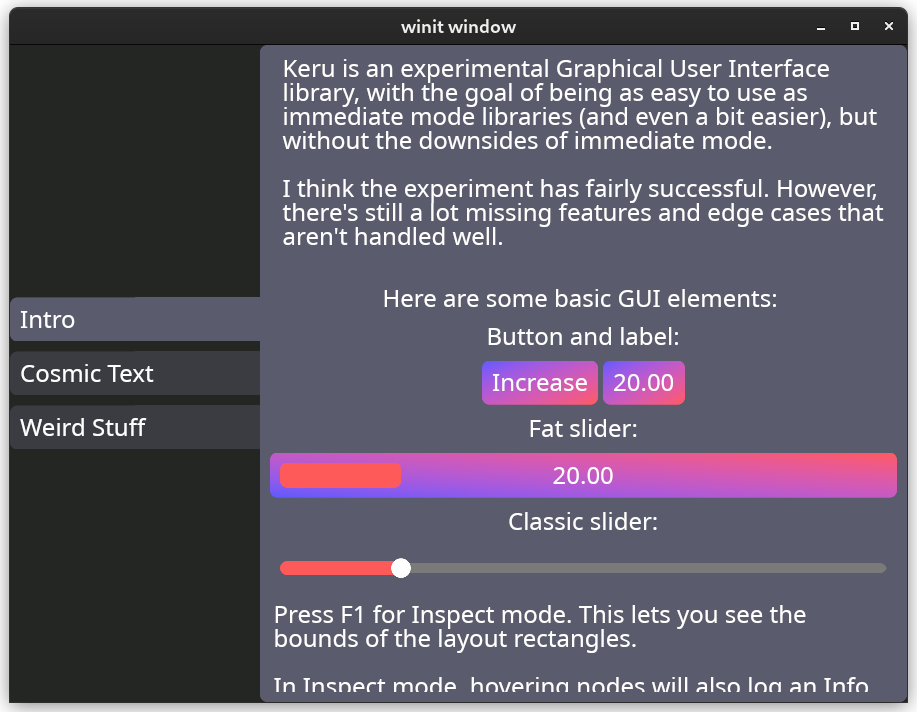 winit window
Keru is an experimental Graphical User Interface
library, with the goal of being as easy to use as
immediate mode libraries (and even a bit easier), but
without the downsides of immediate mode.
I think the experiment has fairly successful. However,
there's still a lot missing features and edge cases that
aren't handled well.
Intro
Cosmic Text
Weird Stuff
Here are some basic GUI elements:
Button and label:
Increase 20.00
Fat slider:
20.00
Classic slider:
Press F1 for Inspect mode. This lets you see the
bounds of the layout rectangles.
In Inspect mode, hovering nodes will also log an Info